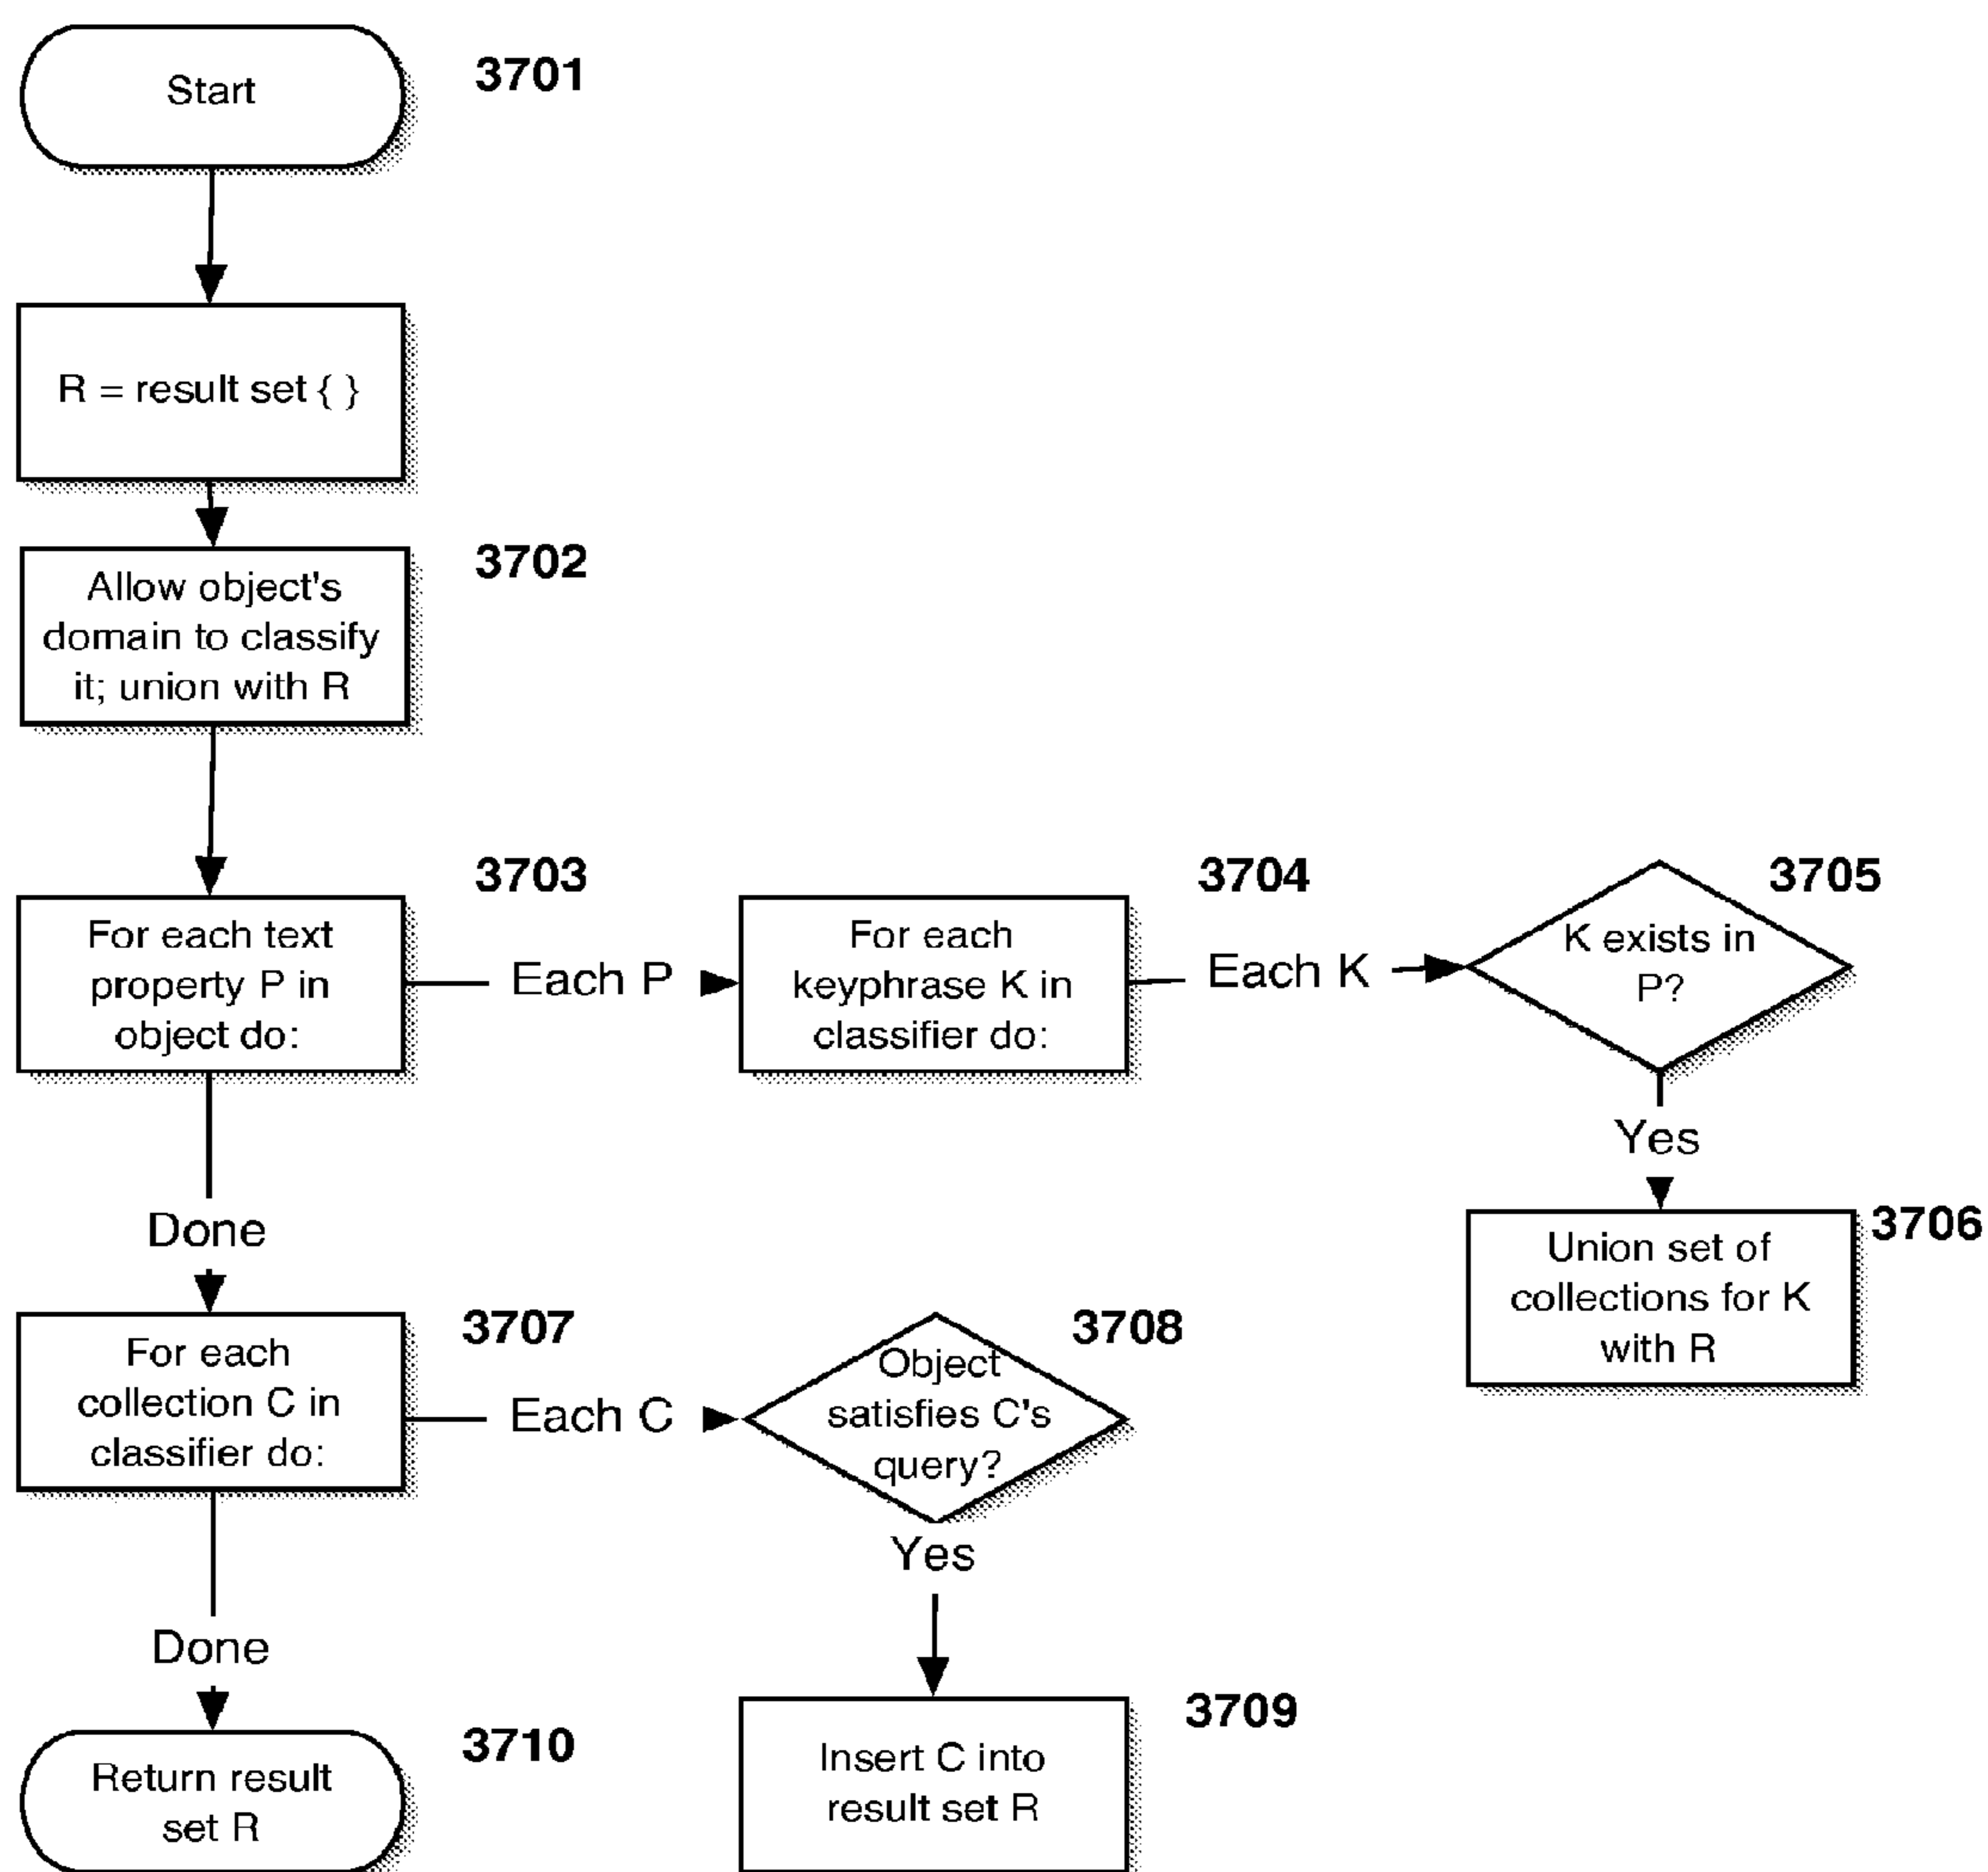 Start
3701
R = result set { }
3702
Allow object's
domain to classify
it; union with R
3703
For each text
property P in
object do:
Each P
3704
For each
keyphrase K in
classifier do:
Each K
3705
K exists in
P?
Yes
3706
Union set of
collections for K
with R
Done
3707
For each
collection C in
classifier do:
Each C
3708
Object
satisfies C's
query?
Yes
3709
Insert C into
result set R
Done
3710
Return result
set R